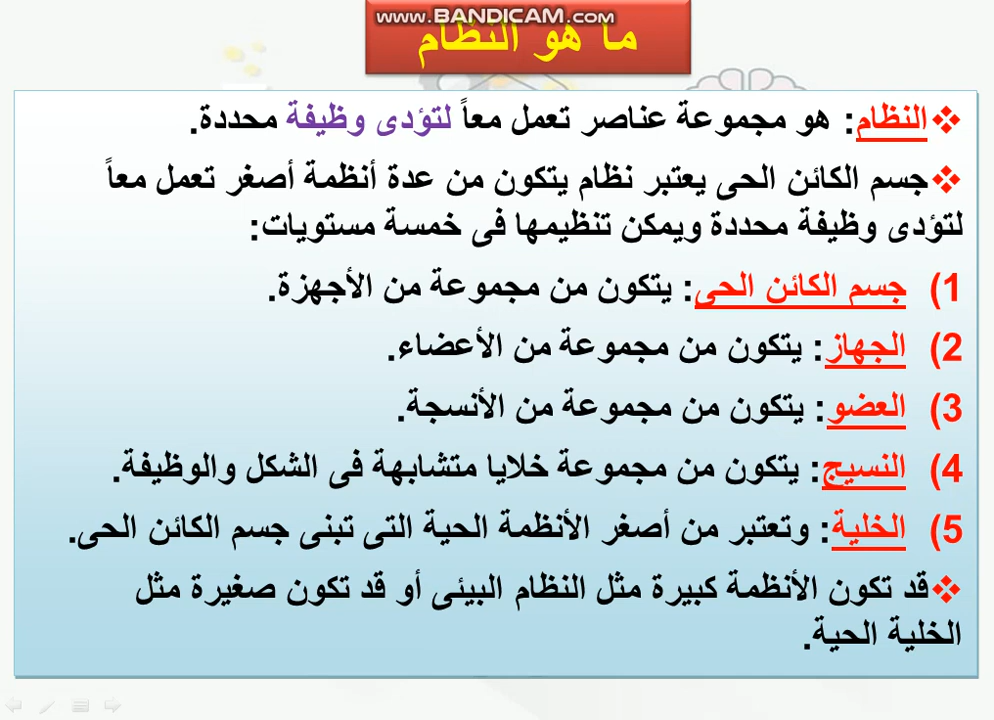 www.BANDICAM.com
ما هو النظام
❖النظام: هو مجموعة عناصر تعمل معاً لتؤدى وظيفة محددة.
❖جسم الكائن الحى يعتبر نظام يتكون من عدة أنظمة أصغر تعمل معاً
لتؤدى وظيفة محددة ويمكن تنظيمها فى خمسة مستويات:
1) جسم الكائن الحى: يتكون من مجموعة من الأجهزة.
2) الجهاز: يتكون من مجموعة من الأعضاء.
3) العضو: يتكون من مجموعة من الأنسجة.
4) النسيج: يتكون من مجموعة خلايا متشابهة فى الشكل والوظيفة.
5) الخلية: وتعتبر من أصغر الأنظمة الحية التى تبنى جسم الكائن الحى.
❖قد تكون الأنظمة كبيرة مثل النظام البيئى أو قد تكون صغيرة مثل
الخلية الحية.